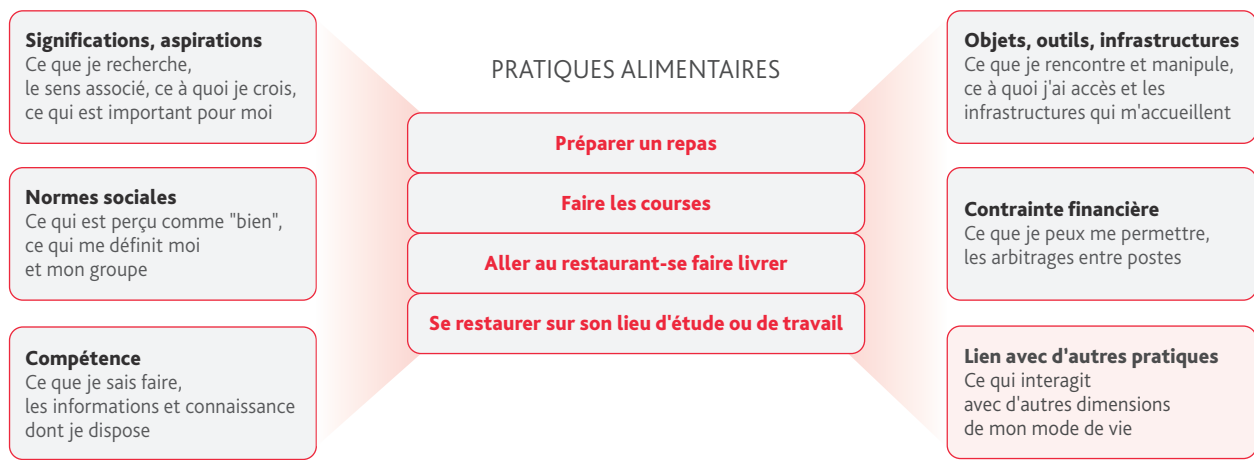 Significations, aspirations
Ce que je recherche,
le sens associé, ce à quoi je crois,
ce qui est important pour moi
Normes sociales
Ce qui est perçu comme "bien",
ce qui me définit moi
et mon groupe
Compétence
Ce que je sais faire,
les informations et connaissance
dont je dispose
PRATIQUES ALIMENTAIRES
Préparer un repas
Faire les courses
Aller au restaurant-se faire livrer
Se restaurer sur son lieu d'étude ou de travail
Objets, outils, infrastructures
Ce que je rencontre et manipule,
ce à quoi j'ai accès et les
infrastructures qui m'accueillent
Contrainte financière
Ce que je peux me permettre,
les arbitrages entre postes
Lien avec d'autres pratiques
Ce qui interagit
avec d'autres dimensions
de mon mode de vie